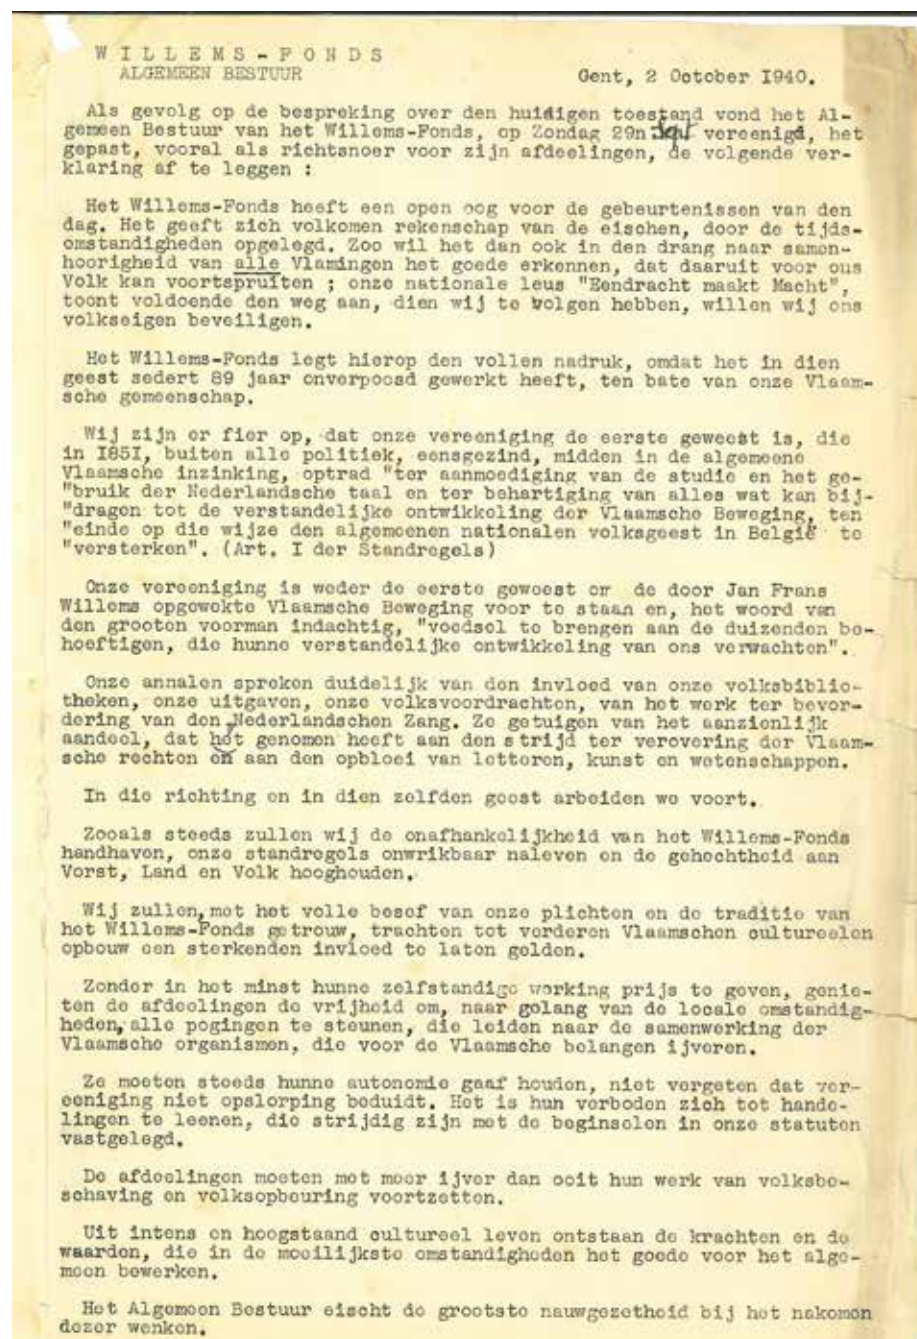 WILLEMS-FONDS
ALGEMEEN BESTUUR
Gent, 2 October I940.
Als gevolg op de bespreking over den huidigen toestand vond het Al-
gemeen Bestuur van het Willems-Fonds, op Zondag 29n Sept vereenigd, het
gepast, vooral als richtsnoer voor zijn afdeelingen, de volgende ver-
klaring af te leggen :
Het Willems-Fonds heeft een open oog voor de gebeurtenissen van den
dag. Het geeft zich volkomen rekenschap van de eischen, door de tijds-
omstandigheden opgelegd. Zoo wil het dan ook in den drang naar samen-
hoorigheid van alle Vlamingen het goede erkennen, dat daaruit voor ons
Volk kan voortspruiten ; onze nationale leus "Eendracht maakt Macht",
toont voldoende den weg aan, dien wij te volgen hebben, willen wij ons
volkseigen beveiligen.
Het Willems-Fonds legt hierop den vollen nadruk, omdat het in dien
geest sedert 89 jaar onverpoosd gewerkt heeft, ten bate van onze Vlaam-
sche gemeenschap.
Wij zijn er fier op, dat onze vereeniging de eerste geweest is, die
in I85I, buiten alle politiek, eensgezind, midden in de algemeene
Vlaamsche inzinking, optrad "ter aanmoediging van de studie en het ge-
"bruik der Nederlandsche taal en ter behartiging van alles wat kan bij-
"dragen tot de verstandelijke ontwikkeling der Vlaamsche Beweging, ten
"einde op die wijze den algemeenen nationalen volksgeest in België te
"versterken". (Art. I der Standregels)
Onze vereeniging is weder de eerste geweest om de door Jan Frans
Willems opgewekte Vlaamsche Beweging voor te staan en, het woord van
den grooten voorman indachtig, "voedsel te brengen aan de duizenden be-
hoeftigen, die hunne verstandelijke ontwikkeling van ons verwachten".
Onze annalen spreken duidelijk van den invloed van onze volksbiblio-
theken, onze uitgaven, onze volksvoordrachten, van het werk ter bevor-
dering van den Nederlandschen Zang. Ze getuigen van het aanzienlijk
aandeel, dat het genomen heeft aan den strijd ter verovering der Vlaam-
sche rechten en aan den opbloei van letteren, kunst en wetenschappen.
In die richting en in dien zelfden geest arbeiden we voort.
Zooals steeds zullen wij de onafhankelijkheid van het Willems-Fonds
handhaven, onze standregels onwrikbaar naleven en de gehechtheid aan
Vorst, Land en Volk hooghouden.
Wij zullen, met het volle besef van onze plichten en de traditie van
het Willems-Fonds getrouw, trachten tot verderen Vlaamschen cultureelen
opbouw een sterkenden invloed te laten gelden.
Zonder in het minst hunne zelfstandige werking prijs te geven, genie-
ten de afdeelingen de vrijheid om, naar gelang van de locale omstandig-
heden, alle pogingen te steunen, die leiden naar de samenwerking der
Vlaamsche organismen, die voor de Vlaamsche belangen ijveren.
Ze moeten steeds hunne autonomie gaaf houden, niet vergeten dat ver-
eeniging niet opslorping beduidt. Het is hun verboden zich tot hande-
lingen te leenen, die strijdig zijn met de beginselen in onze statuten
vastgelegd.
De afdeelingen moeten met meer ijver dan ooit hun werk van volksbe-
schaving en volksopbeuring voortzetten.
Uit intens en hoogstaand cultureel leven ontstaan de krachten en de
waarden, die in de moeilijkste omstandigheden het goede voor het alge-
meen bewerken.
Het Algemeen Bestuur eischt de grootste nauwgezetheid bij het nakomen
dezer wenken.